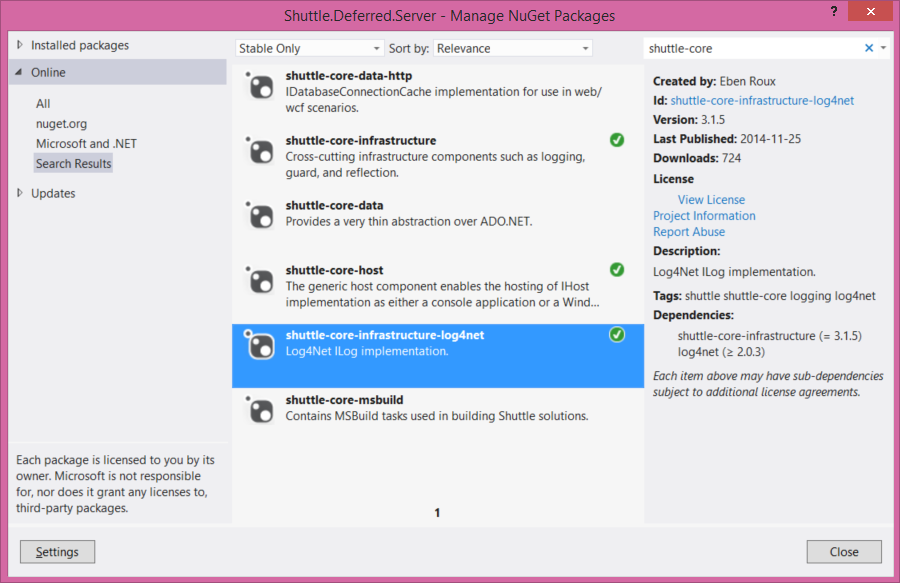 Shuttle.Deferred.Server - Manage NuGet Packages
?
Installed packages
Online
All
nuget.org
Microsoft and .NET
Search Results
Updates
Each package is licensed to you by its
owner. Microsoft is not responsible
for, nor does it grant any licenses to,
third-party packages.
Settings
Stable Only
Sort by: Relevance
shuttle-core-data-http
IDatabaseConnectionCache implementation for use in web/
wcf scenarios.
shuttle-core-infrastructure
Cross-cutting infrastructure components such as logging,
guard, and reflection.
shuttle-core-data
Provides a very thin abstraction over ADO.NET.
shuttle-core-host
The generic host component enables the hosting of IHost
implementation as either a console application or a Wind...
shuttle-core-infrastructure-log4net
Log4Net ILog implementation.
shuttle-core-msbuild
Contains MSBuild tasks used in building Shuttle solutions.
1
shuttle-core
Created by: Eben Roux
Id: shuttle-core-infrastructure-log4net
Version: 3.1.5
Last Published: 2014-11-25
Downloads: 724
License
View License
Project Information
Report Abuse
Description:
Log4Net ILog implementation.
Tags: shuttle shuttle-core logging log4net
Dependencies:
shuttle-core-infrastructure (= 3.1.5)
log4net (≥ 2.0.3)
Each item above may have sub-dependencies
subject to additional license agreements.
Close